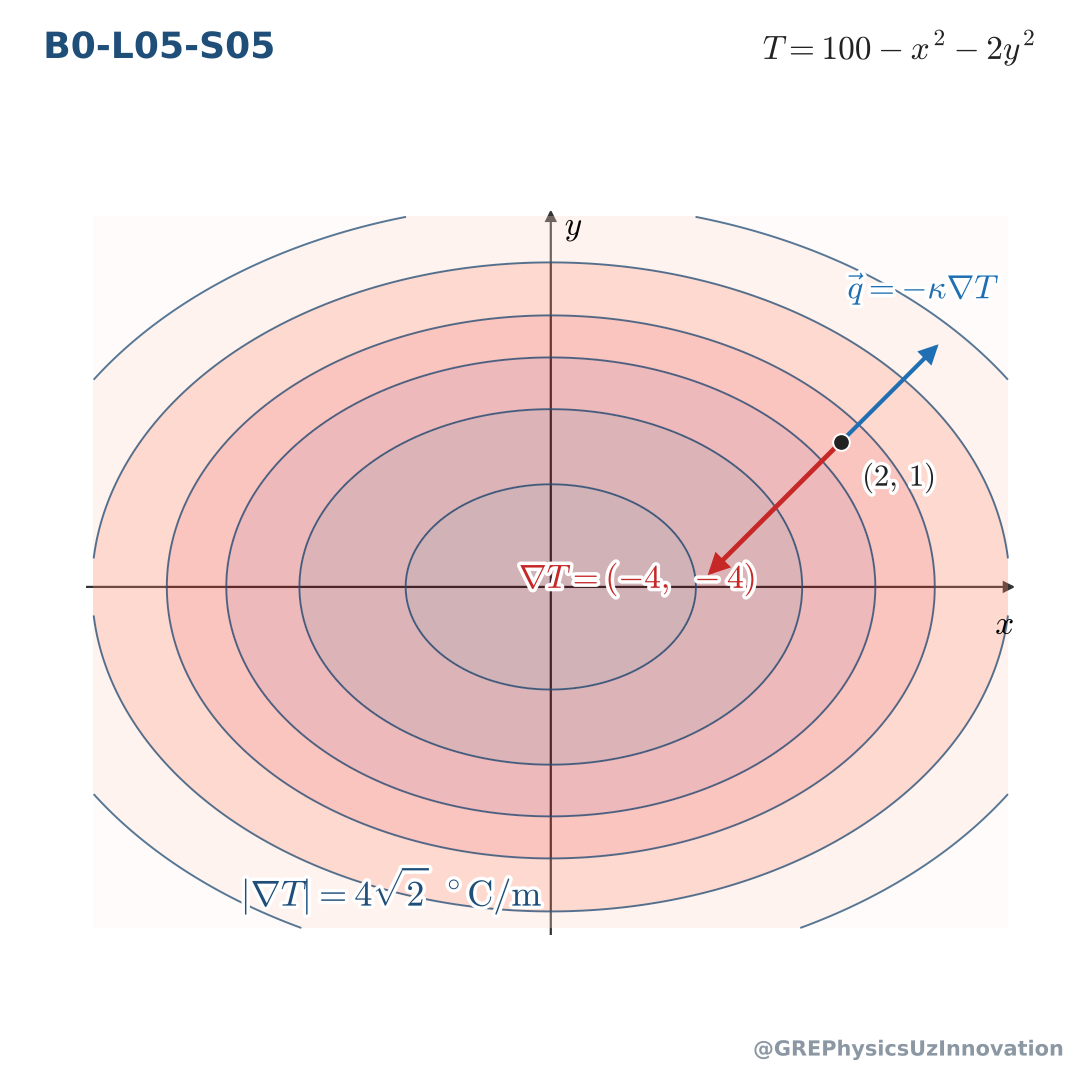 B0-L05-S05
T = 100 − x² − 2y²
y
q⃗ = −κ∇T
(2, 1)
∇T = (−4, −4)
x
|∇T| = 4√2 °C/m
@GREPhysicsUzInnovation